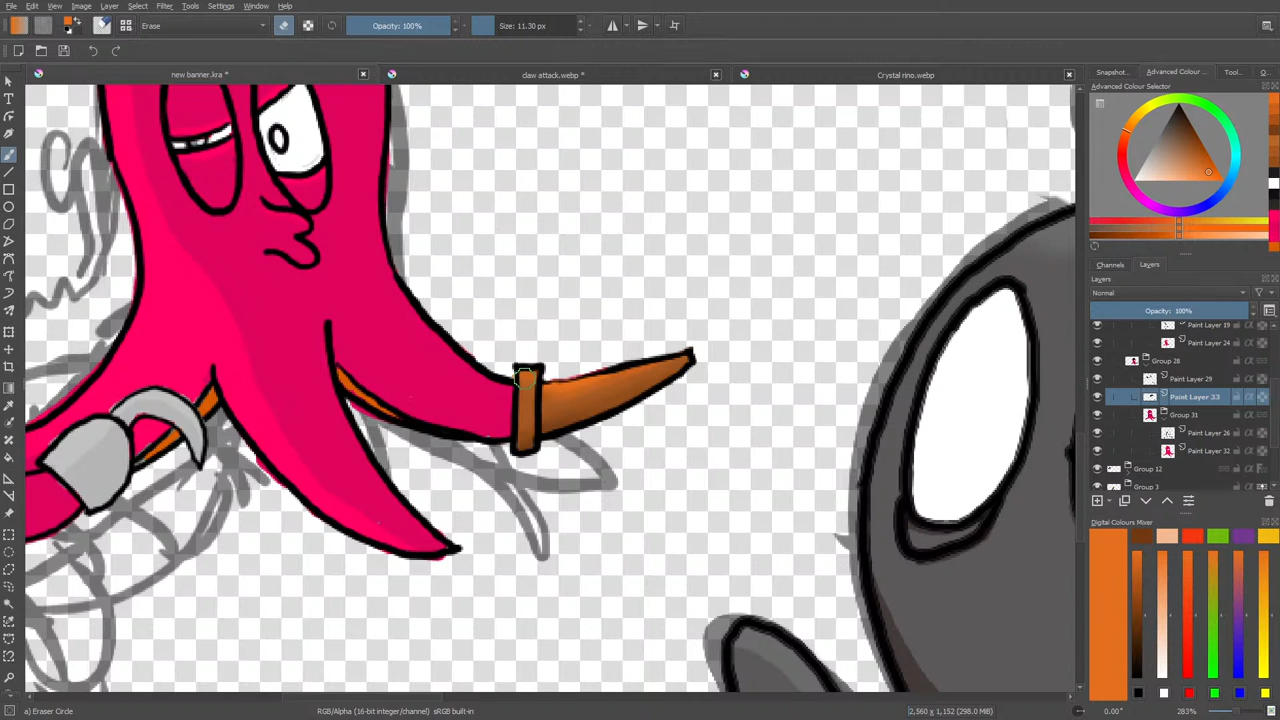 File Edit View Image Layer Select Filter Tools Settings Window Help
Erase Opacity: 100% Size: 11.30 px
new banner.kra * claw attack.webp * Crystal rino.webp
Snapshot... Advanced Colour ... Tool... O...
Advanced Colour Selector
Channels Layers
Layers
Normal
Opacity: 100%
Paint Layer 19
Paint Layer 24
Group 28
Paint Layer 29
Paint Layer 33
Group 31
Paint Layer 26
Paint Layer 32
Group 12
Group 3
Digital Colours Mixer
a) Eraser Circle RGB/Alpha (16-bit integer/channel) sRGB built-in 2,560 x 1,152 (298.0 MiB) 0.00° 283%